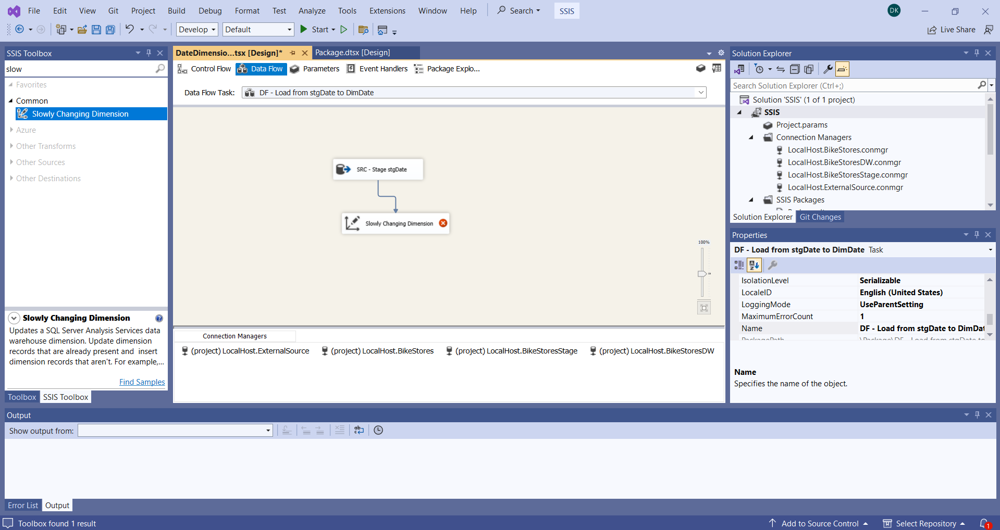 File Edit View Git Project Build Debug Format Test Analyze Tools Extensions Window Help Search SSIS DK
Develop Default Start Live Share
SSIS Toolbox
slow
Favorites
Common
Slowly Changing Dimension
Azure
Other Transforms
Other Sources
Other Destinations
Slowly Changing Dimension
Updates a SQL Server Analysis Services data
warehouse dimension. Update dimension
records that are already present and insert
dimension records that aren't. For example,...
Find Samples
Toolbox SSIS Toolbox
DateDimensio...tsx [Design]* Package.dtsx [Design]
Control Flow Data Flow Parameters Event Handlers Package Explo...
Data Flow Task: DF - Load from stgDate to DimDate
SRC - Stage stgDate
Slowly Changing Dimension
100%
Connection Managers
(project) LocalHost.ExternalSource (project) LocalHost.BikeStores (project) LocalHost.BikeStoresStage (project) LocalHost.BikeStoresDW
Solution Explorer
Search Solution Explorer (Ctrl+;)
Solution 'SSIS' (1 of 1 project)
SSIS
Project.params
Connection Managers
LocalHost.BikeStores.conmgr
LocalHost.BikeStoresDW.conmgr
LocalHost.BikeStoresStage.conmgr
LocalHost.ExternalSource.conmgr
SSIS Packages
Solution Explorer Git Changes
Properties
DF - Load from stgDate to DimDate Task
IsolationLevel Serializable
LocaleID English (United States)
LoggingMode UseParentSetting
MaximumErrorCount 1
Name DF - Load from stgDate to DimDat
PackagePath \Package\DF - Load from stgDate to
Name
Specifies the name of the object.
Output
Show output from:
Error List Output
Toolbox found 1 result Add to Source Control Select Repository 1